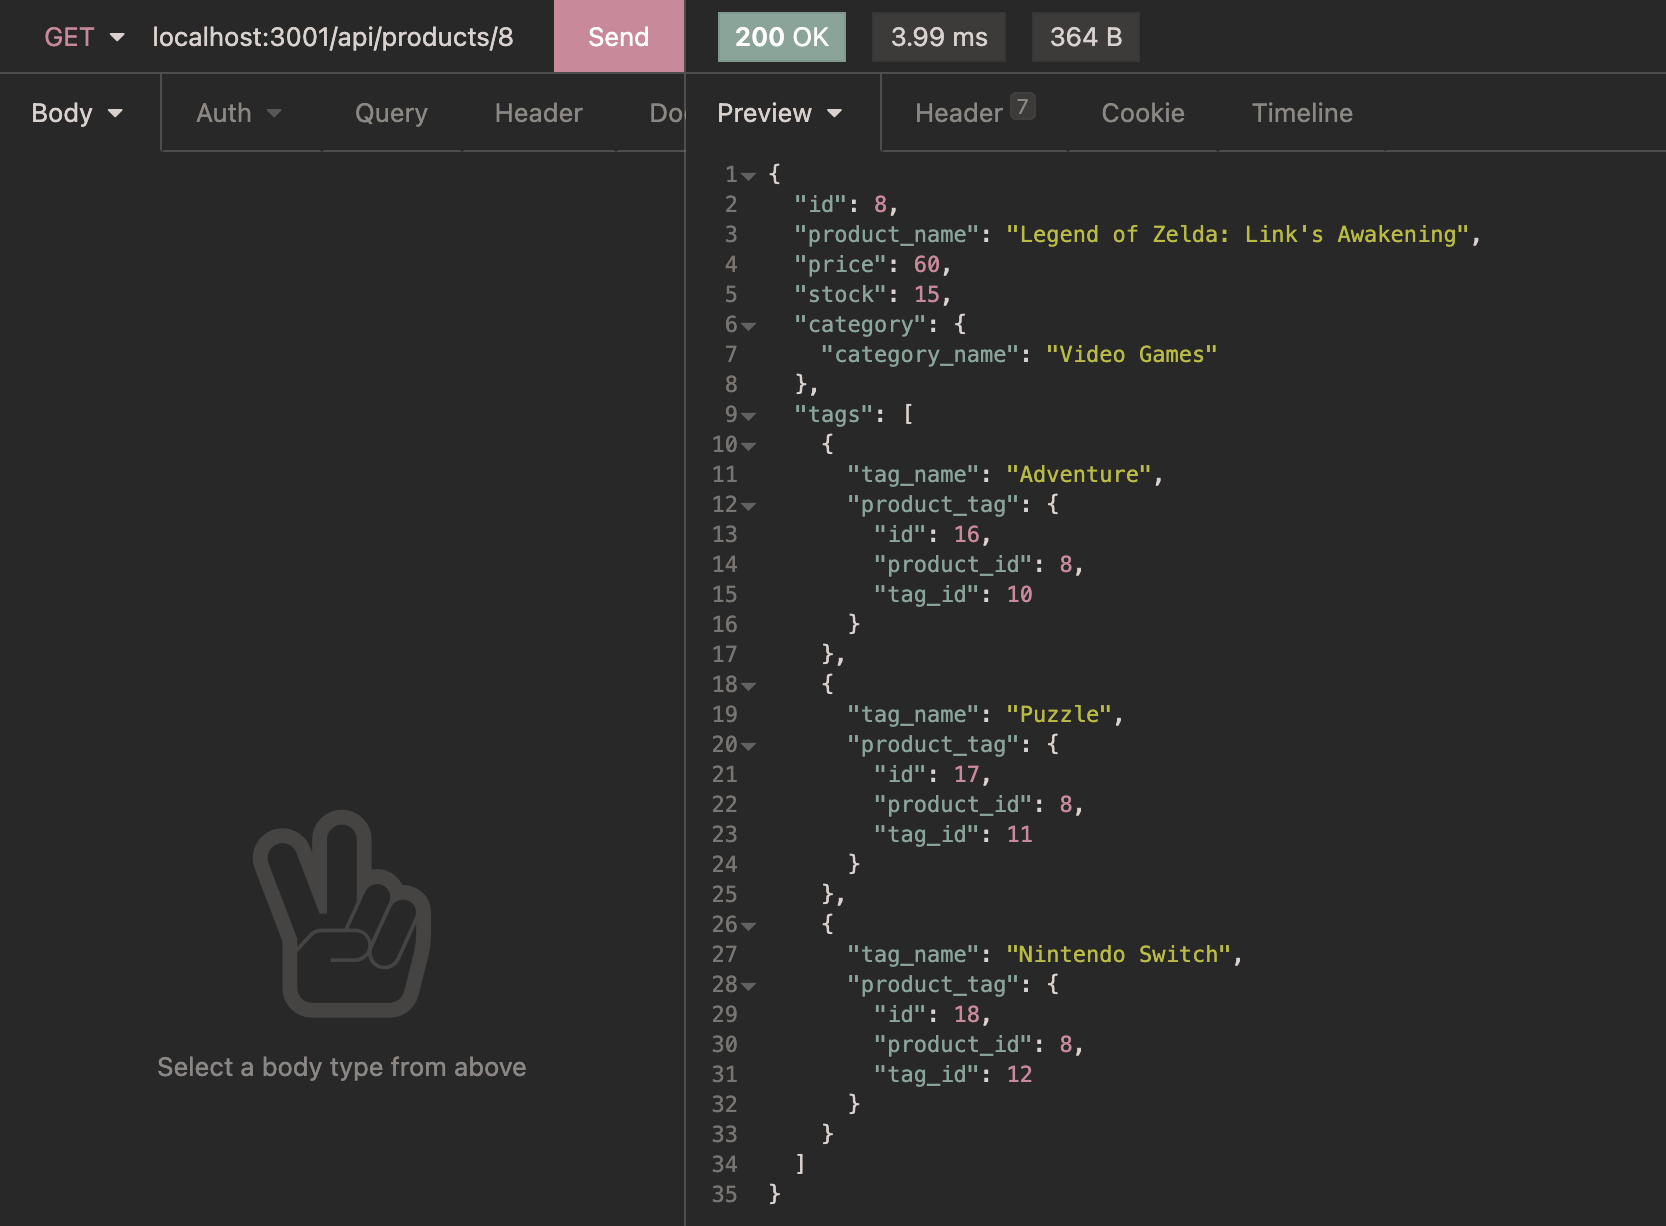 GET localhost:3001/api/products/8 Send 200 OK 3.99 ms 364 B
Body Auth Query Header Do Preview Header 7 Cookie Timeline
1 {
2 "id": 8,
3 "product_name": "Legend of Zelda: Link's Awakening",
4 "price": 60,
5 "stock": 15,
6 "category": {
7 "category_name": "Video Games"
8 },
9 "tags": [
10 {
11 "tag_name": "Adventure",
12 "product_tag": {
13 "id": 16,
14 "product_id": 8,
15 "tag_id": 10
16 }
17 },
18 {
19 "tag_name": "Puzzle",
20 "product_tag": {
21 "id": 17,
22 "product_id": 8,
23 "tag_id": 11
24 }
25 },
26 {
27 "tag_name": "Nintendo Switch",
28 "product_tag": {
29 "id": 18,
30 "product_id": 8,
31 "tag_id": 12
32 }
33 }
34 ]
35 }
Select a body type from above